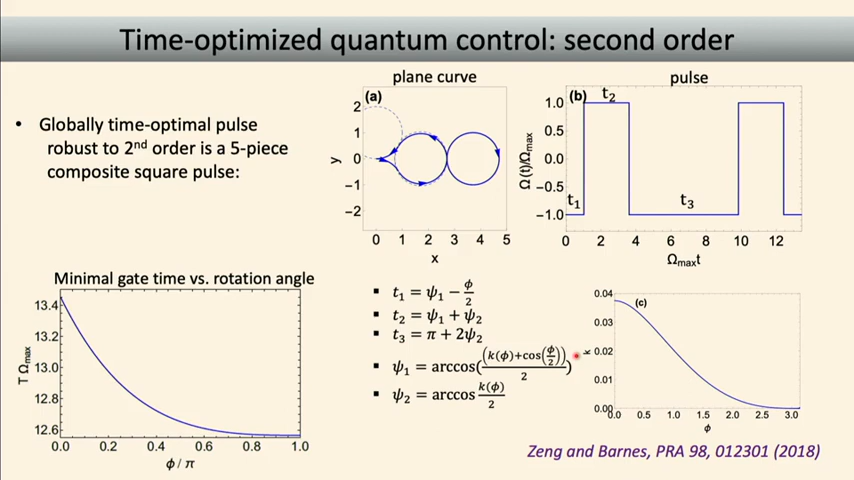 Time-optimized quantum control: second order
• Globally time-optimal pulse
robust to 2nd order is a 5-piece
composite square pulse:
plane curve
(a)
2
1
0
−1
−2
y
0 1 2 3 4 5
x
pulse
(b)
t₂
1.0
0.5
0.0
−0.5
−1.0
Ω(t)/Ωmax
t₁
t₃
0 2 4 6 8 10 12
Ωmaxt
Minimal gate time vs. rotation angle
13.4
13.2
13.0
12.8
12.6
T Ωmax
0.0 0.2 0.4 0.6 0.8 1.0
ϕ/π
▪ t₁ = ψ₁ − ϕ/2
▪ t₂ = ψ₁ + ψ₂
▪ t₃ = π + 2ψ₂
▪ ψ₁ = arccos((k(ϕ)+cos(ϕ/2))/2)
▪ ψ₂ = arccos k(ϕ)/2
(c)
0.04
0.03
0.02
0.01
0.00
k
0.0 0.5 1.0 1.5 2.0 2.5 3.0
ϕ
Zeng and Barnes, PRA 98, 012301 (2018)